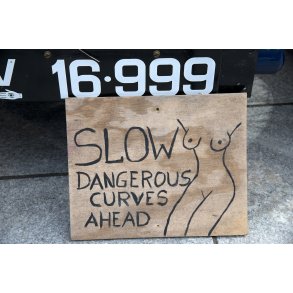 16·999
SLOW
DANGEROUS
CURVES
AHEAD